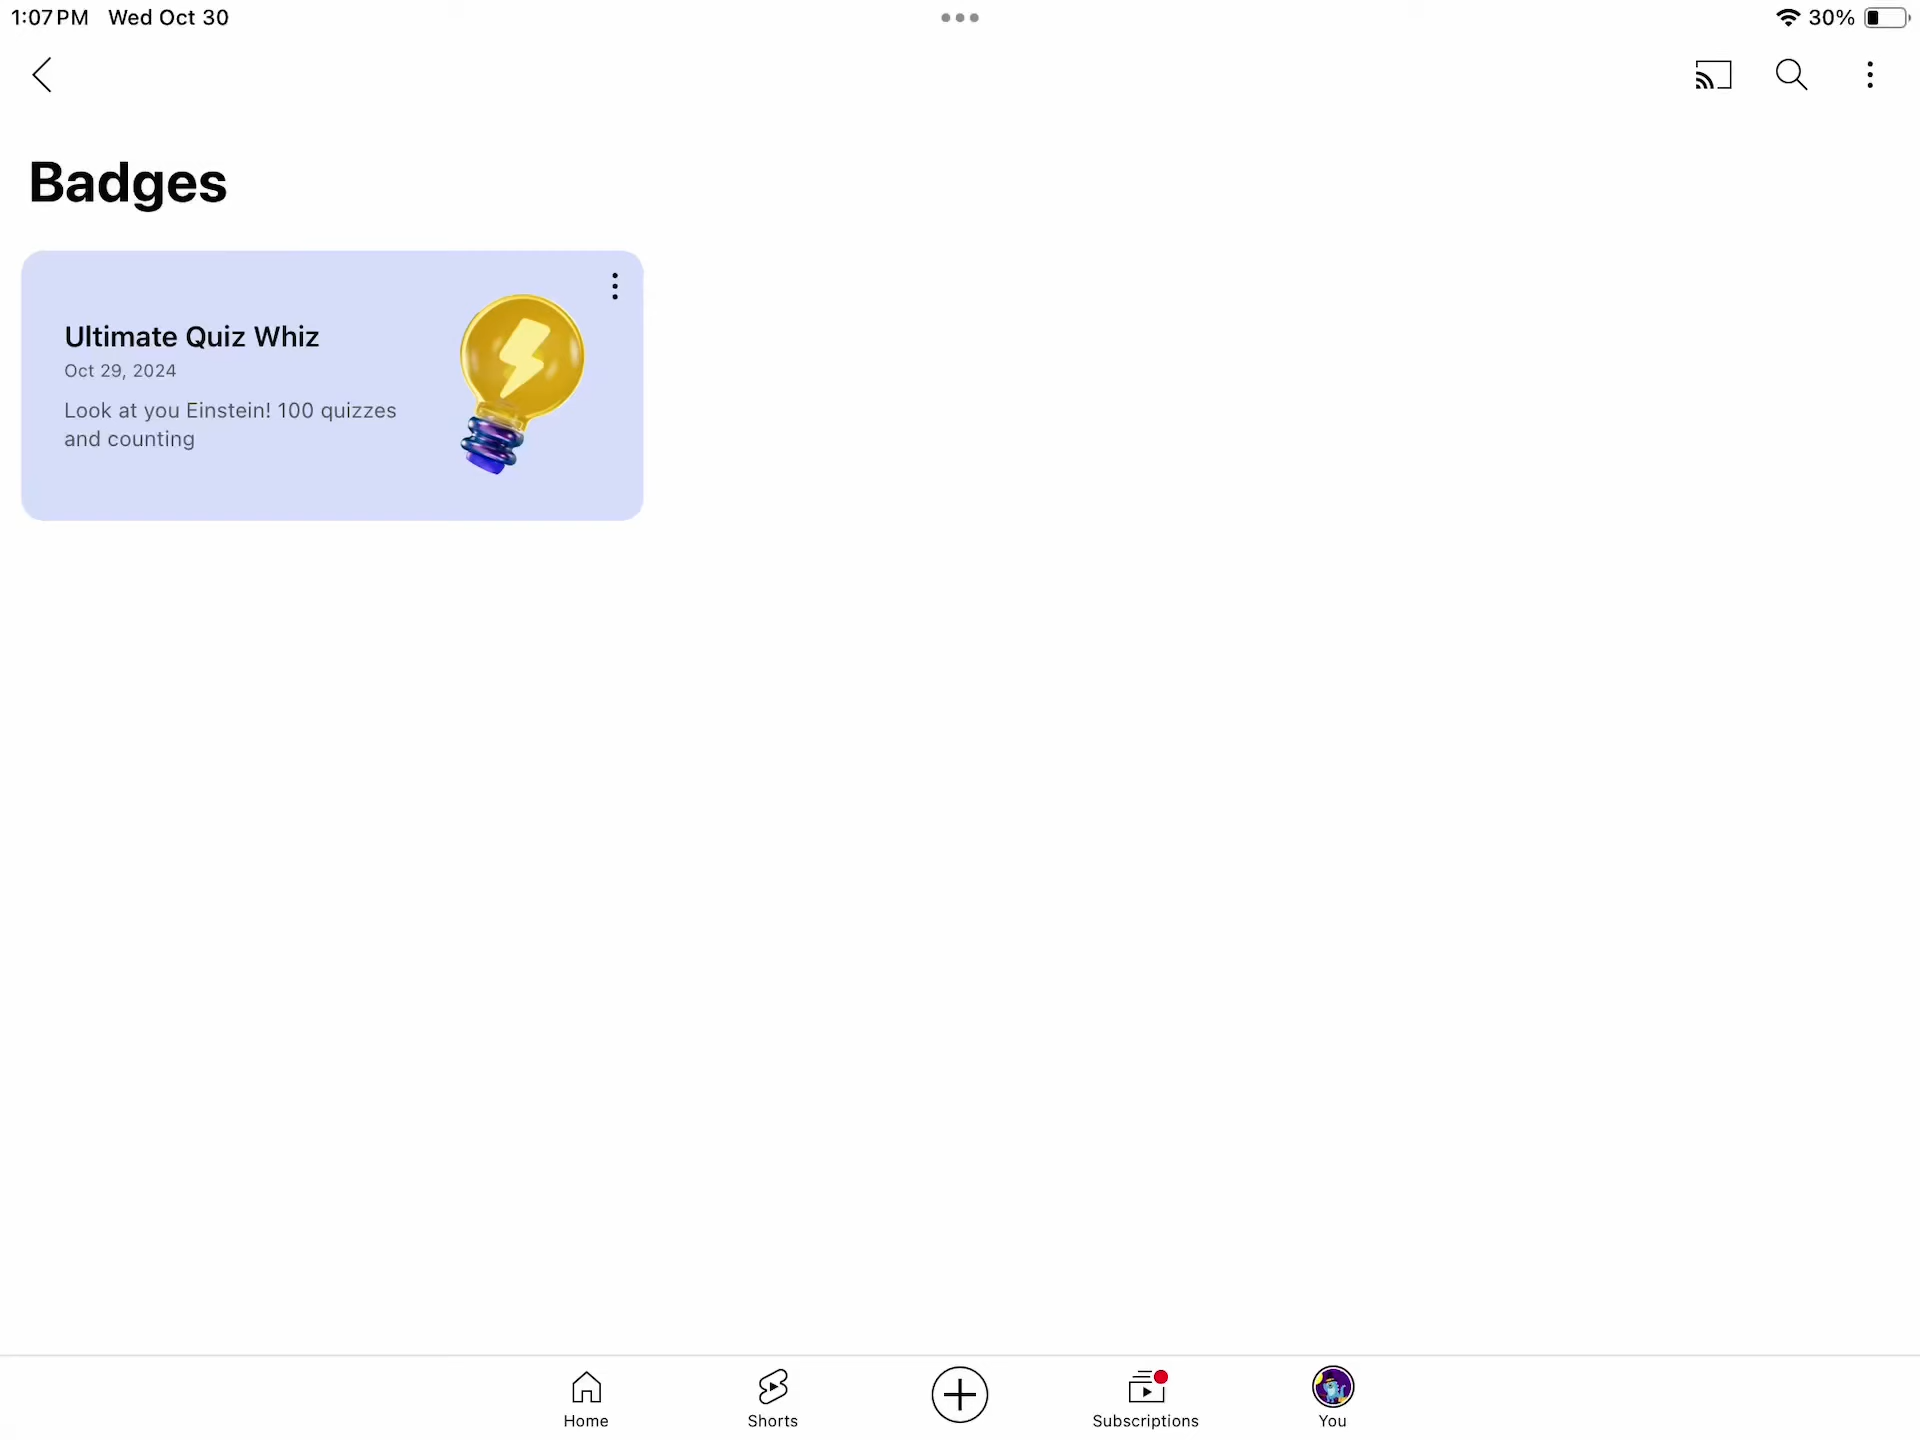 1:07 PM Wed Oct 30
30%
Badges
Ultimate Quiz Whiz
Oct 29, 2024
Look at you Einstein! 100 quizzes
and counting
Home
Shorts
Subscriptions
You